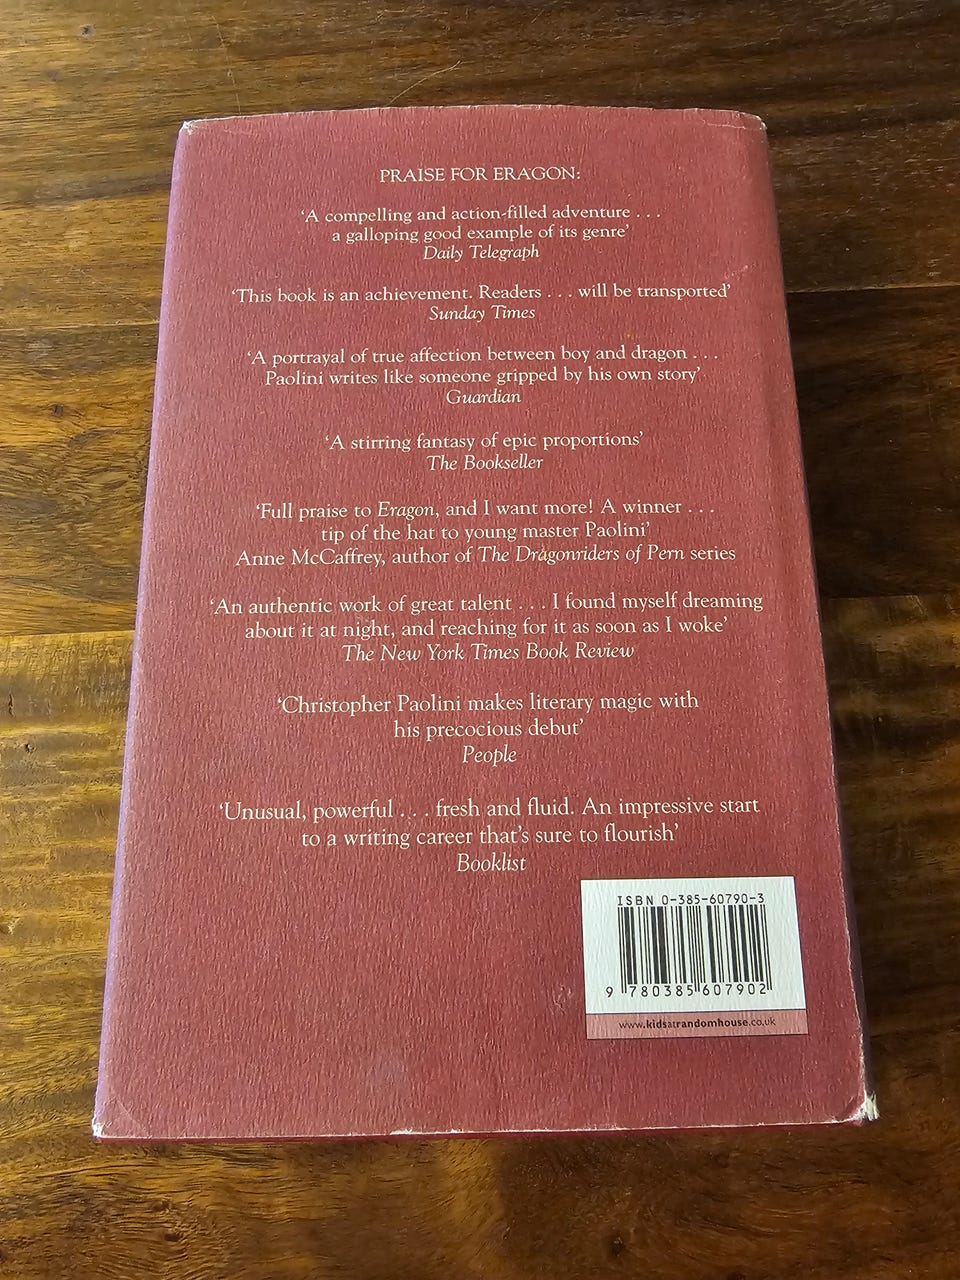 PRAISE FOR ERAGON:
‘A compelling and action-filled adventure . . .
a galloping good example of its genre’
Daily Telegraph
‘This book is an achievement. Readers . . . will be transported’
Sunday Times
‘A portrayal of true affection between boy and dragon . . .
Paolini writes like someone gripped by his own story’
Guardian
‘A stirring fantasy of epic proportions’
The Bookseller
‘Full praise to Eragon, and I want more! A winner . . .
tip of the hat to young master Paolini’
Anne McCaffrey, author of The Dragonriders of Pern series
‘An authentic work of great talent . . . I found myself dreaming
about it at night, and reaching for it as soon as I woke’
The New York Times Book Review
‘Christopher Paolini makes literary magic with
his precocious debut’
People
‘Unusual, powerful . . . fresh and fluid. An impressive start
to a writing career that’s sure to flourish’
Booklist
ISBN 0-385-60790-3
9 780385 607902
www.kidsatrandomhouse.co.uk